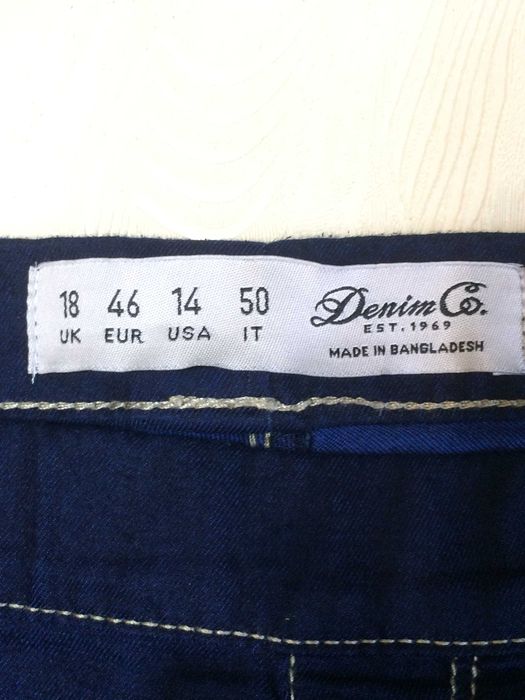 18 46 14 50
UK EUR USA IT
Denim Co.
EST. 1969
MADE IN BANGLADESH